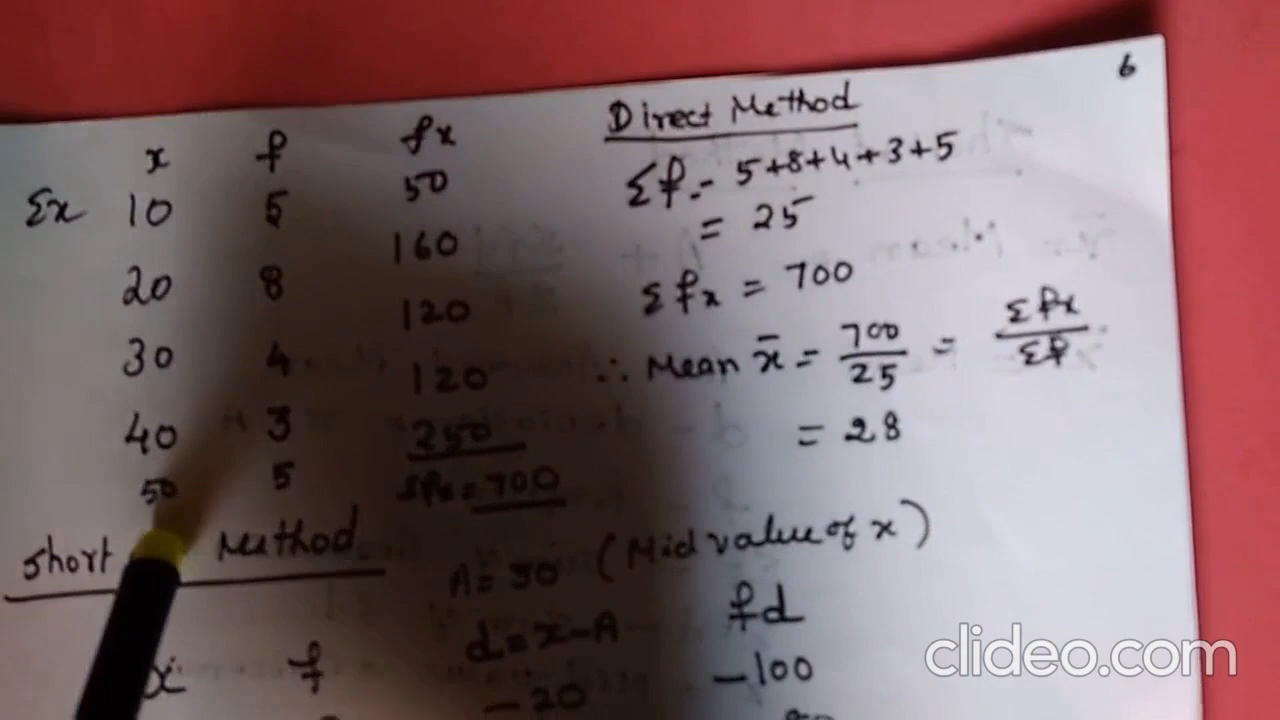 6
x f fx Direct Method
Ex 10 5 50 Σf = 5+8+4+3+5
= 25
20 8 160
Σfx = 700
30 4 120
∴ Mean x̄ = 700/25 = Σfx/Σf
40 3 120
= 28
50 5 250
Σfx = 700
Short Method
A = 30 (Mid value of x)
x f d = x-A fd
-20 -100
clideo.com